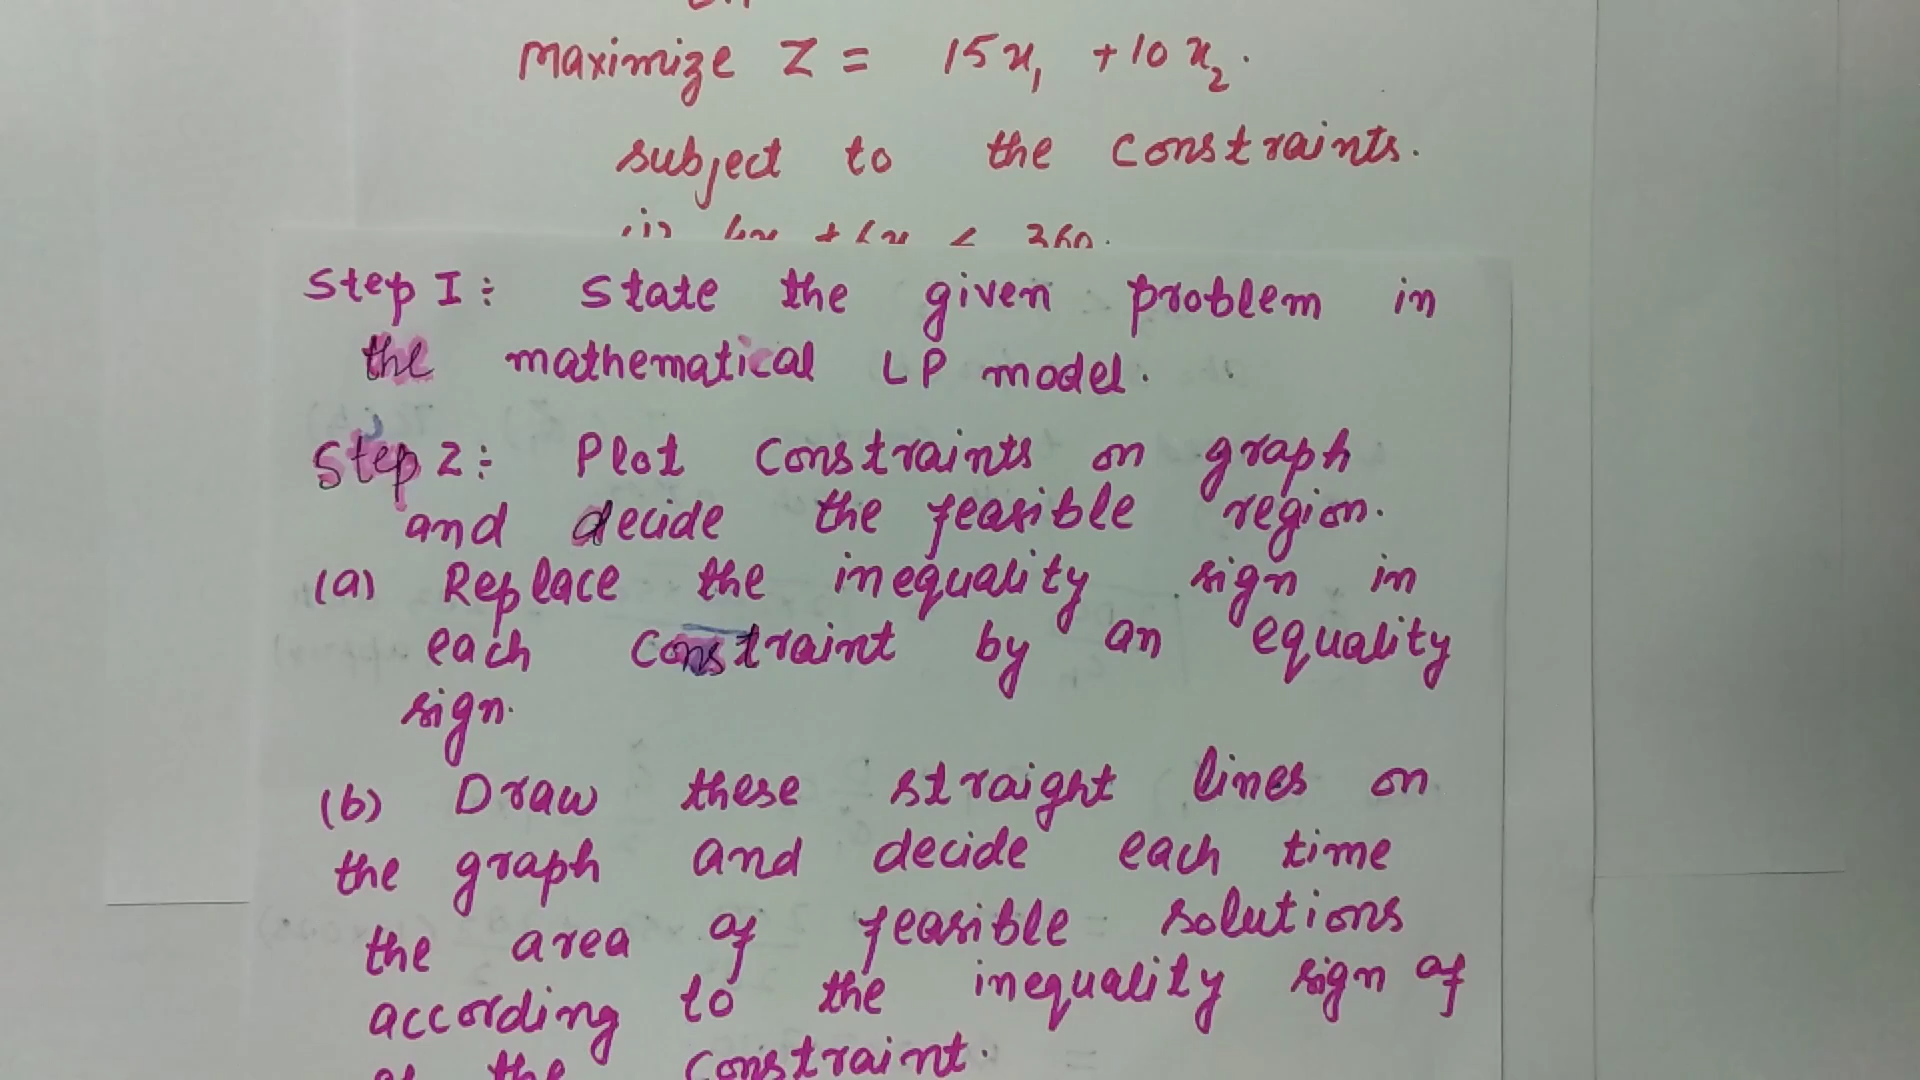 Maximize Z = 15x₁ + 10x₂.
subject to the constraints.
Step I: State the given problem in
the mathematical LP model.
Step 2: Plot constraints on graph
and decide the feasible region.
(a) Replace the inequality sign in
each constraint by an equality
sign.
(b) Draw these straight lines on
the graph and decide each time
the area of feasible solutions
according to the inequality sign of
the constraint.